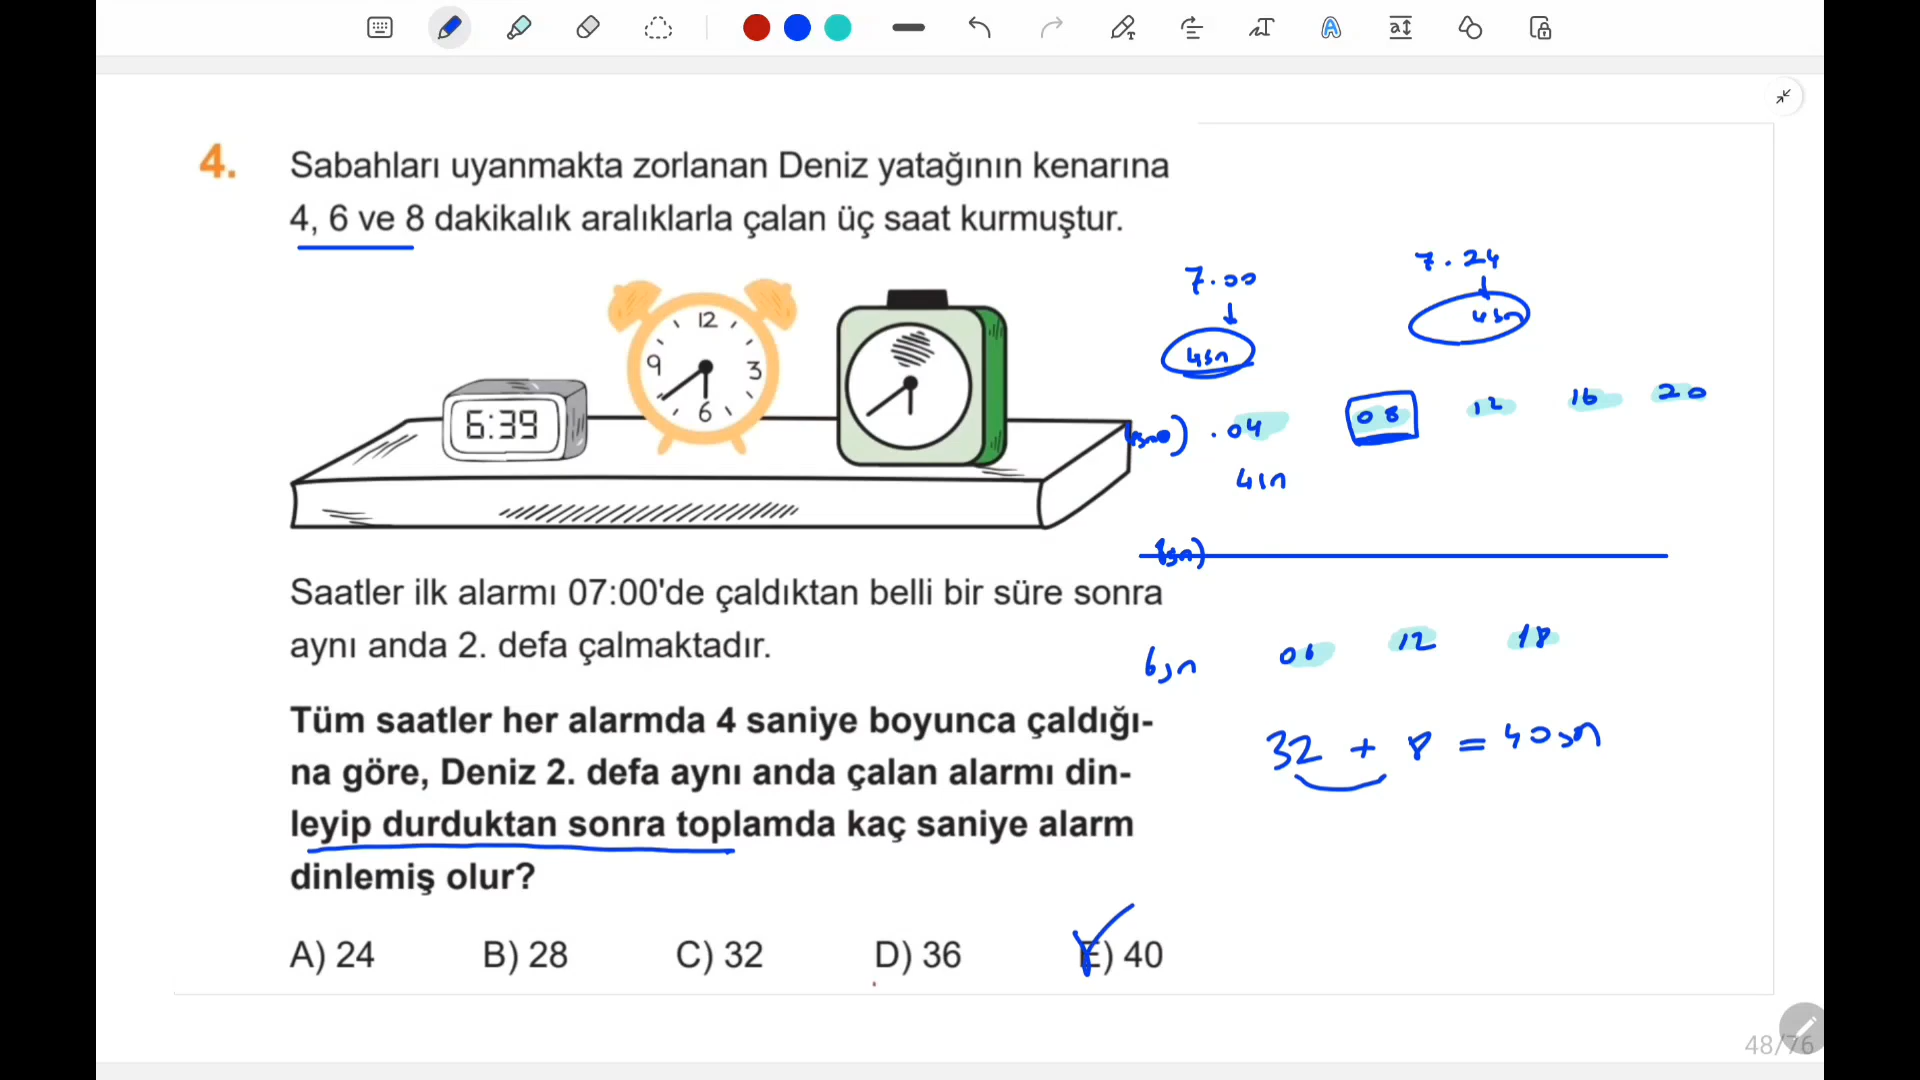 4.
Sabahları uyanmakta zorlanan Deniz yatağının kenarına
4, 6 ve 8 dakikalık aralıklarla çalan üç saat kurmuştur.
7.00
7.24
4sn
4sn
12
9
3
6
6:39
.04
08
12
16
20
(sn)
Saatler ilk alarmı 07:00'de çaldıktan belli bir süre sonra
aynı anda 2. defa çalmaktadır.
6sn
06
12
18
Tüm saatler her alarmda 4 saniye boyunca çaldığı-
na göre, Deniz 2. defa aynı anda çalan alarmı din-
leyip durduktan sonra toplamda kaç saniye alarm
dinlemiş olur?
32 + 8 = 40sn
A) 24
B) 28
C) 32
D) 36
E) 40
48/76